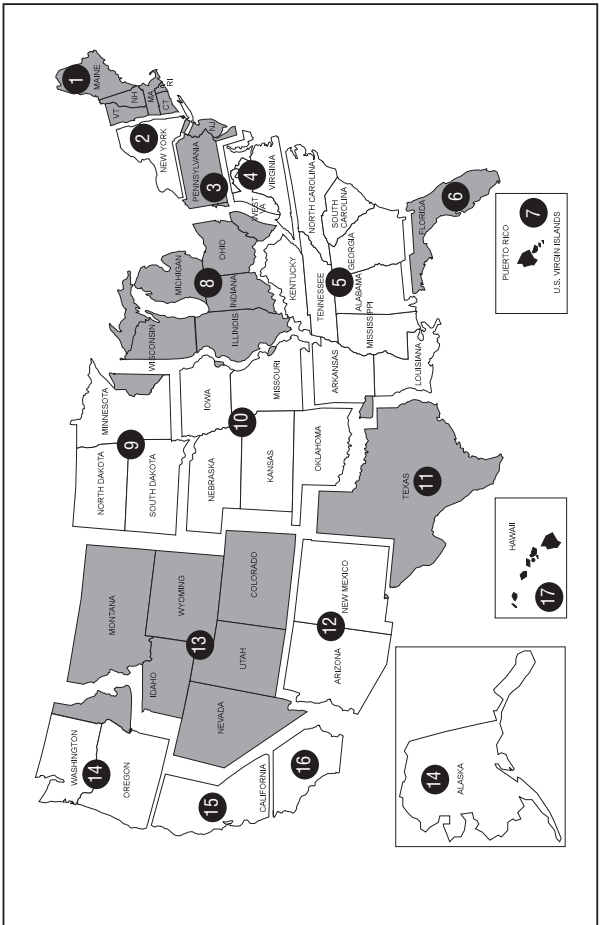 WASHINGTON
14
OREGON
MONTANA
IDAHO
WYOMING
13
NEVADA
UTAH
COLORADO
15
CALIFORNIA
16
ARIZONA
12
NEW MEXICO
NORTH DAKOTA
MINNESOTA
9
SOUTH DAKOTA
NEBRASKA
IOWA
10
KANSAS
MISSOURI
OKLAHOMA
ARKANSAS
TEXAS
11
LOUISIANA
WISCONSIN
MICHIGAN
8
ILLINOIS
INDIANA
OHIO
KENTUCKY
TENNESSEE
5
MISSISSIPPI
ALABAMA
GEORGIA
FLORIDA
6
NORTH CAROLINA
SOUTH
CAROLINA
WEST
VA
4
VIRGINIA
PENNSYLVANIA
3
NJ
2
NEW YORK
1
MAINE
VT
NH
MA
CT
RI
14
ALASKA
HAWAII
17
PUERTO RICO
7
U.S. VIRGIN ISLANDS